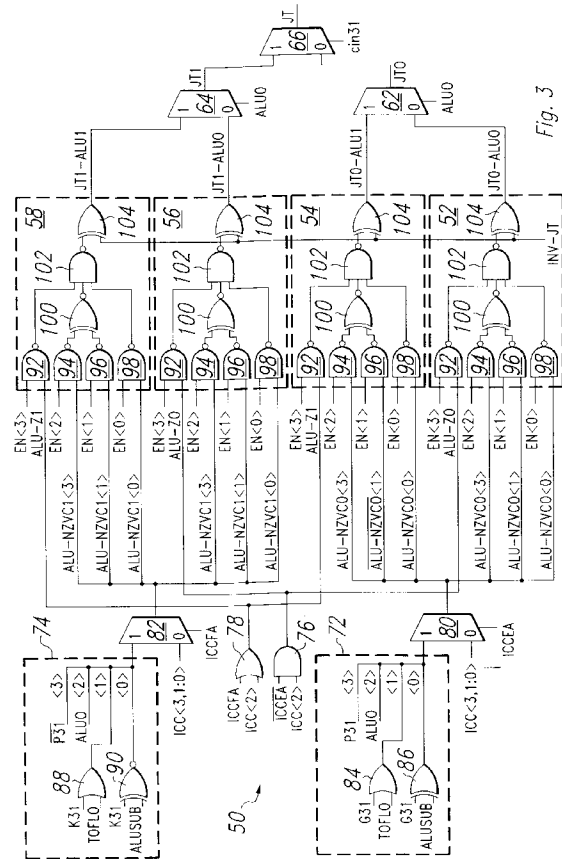 74
P31
<3>
<2>
ALU0
<1>
<0>
K31
TOFLO
88
K31
ALUSUB
90
1
82
0
ICCFA
ICC<3,1:0>
ICCFA
ICC<2>
78
ICCEA
ICC<2>
76
50
72
P31
<3>
<2>
ALU0
<1>
<0>
G31
TOFLO
84
G31
ALUSUB
86
1
80
0
ICCEA
ICC<3,1:0>
EN<3>
ALU-Z1
EN<2>
ALU-NZVC1<3>
EN<1>
ALU-NZVC1<1>
EN<0>
ALU-NZVC1<0>
92
94
96
98
100
102
104
58
JT1-ALU1
EN<3>
ALU-Z0
EN<2>
ALU-NZVC1<3>
EN<1>
ALU-NZVC1<1>
EN<0>
ALU-NZVC1<0>
92
94
96
98
100
102
104
56
JT1-ALU0
EN<3>
ALU-Z1
EN<2>
ALU-NZVC0<3>
EN<1>
ALU-NZVC0<1>
EN<0>
ALU-NZVC0<0>
92
94
96
98
100
102
104
54
JT0-ALU1
EN<3>
ALU-Z0
EN<2>
ALU-NZVC0<3>
EN<1>
ALU-NZVC0<1>
EN<0>
ALU-NZVC0<0>
92
94
96
98
100
102
104
52
JT0-ALU0
INV-JT
1
64
0
ALU0
JT1
1
66
0
cin31
JT
1
62
0
ALU0
JT0
Fig. 3